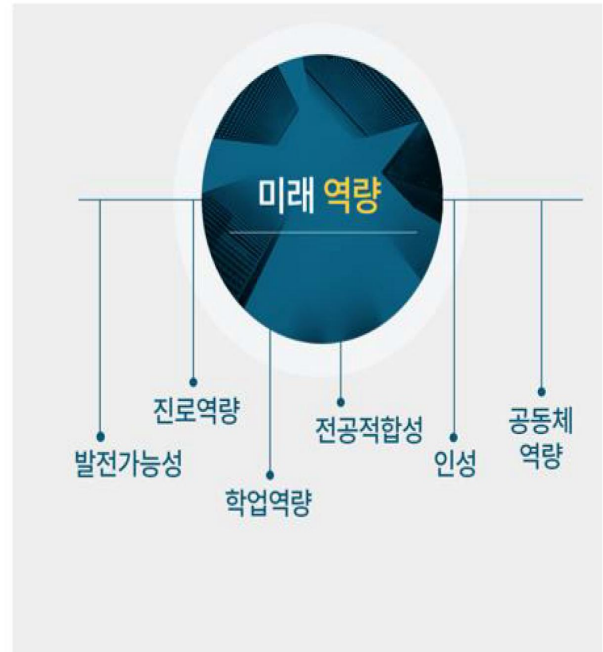 미래 역량
발전가능성
진로역량
학업역량
전공적합성
인성
공동체
역량